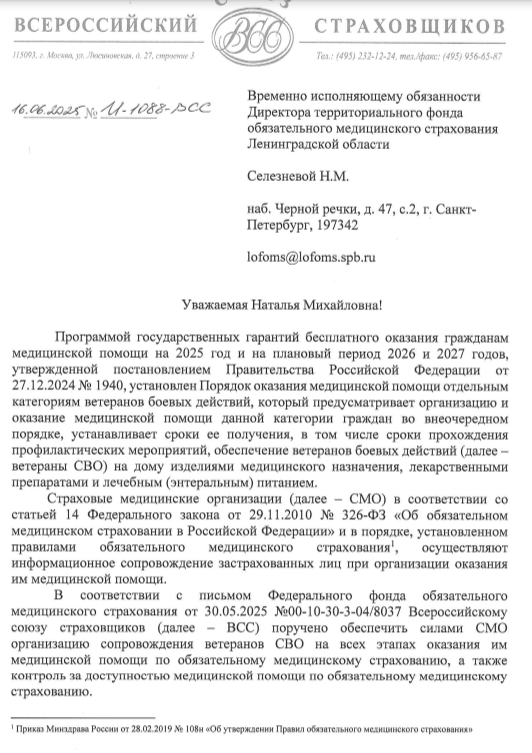 ВСЕРОССИЙСКИЙ ВСС СТРАХОВЩИКОВ
115093, г. Москва, ул. Люсиновская, д. 27, строение 3
Тел.: (495) 232-12-24, тел./факс: (495) 956-65-87
16.06.2025 № И-1088-ВСС
Временно исполняющему обязанности
Директора территориального фонда
обязательного медицинского страхования
Ленинградской области
Селезневой Н.М.
наб. Черной речки, д. 47, с.2, г. Санкт-
Петербург, 197342
lofoms@lofoms.spb.ru
Уважаемая Наталья Михайловна!
Программой государственных гарантий бесплатного оказания гражданам
медицинской помощи на 2025 год и на плановый период 2026 и 2027 годов,
утвержденной постановлением Правительства Российской Федерации от
27.12.2024 № 1940, установлен Порядок оказания медицинской помощи отдельным
категориям ветеранов боевых действий, который предусматривает организацию и
оказание медицинской помощи данной категории граждан во внеочередном
порядке, устанавливает сроки ее получения, в том числе сроки прохождения
профилактических мероприятий, обеспечение ветеранов боевых действий (далее –
ветераны СВО) на дому изделиями медицинского назначения, лекарственными
препаратами и лечебным (энтеральным) питанием.
Страховые медицинские организации (далее – СМО) в соответствии со
статьей 14 Федерального закона от 29.11.2010 № 326-ФЗ «Об обязательном
медицинском страховании в Российской Федерации» и в порядке, установленном
правилами обязательного медицинского страхования¹, осуществляют
информационное сопровождение застрахованных лиц при организации оказания
им медицинской помощи.
В соответствии с письмом Федерального фонда обязательного
медицинского страхования от 30.05.2025 №00-10-30-3-04/8037 Всероссийскому
союзу страховщиков (далее – ВСС) поручено обеспечить силами СМО
организацию сопровождения ветеранов СВО на всех этапах оказания им
медицинской помощи по обязательному медицинскому страхованию, а также
контроль за доступностью медицинской помощи по обязательному медицинскому
страхованию.
¹ Приказ Минздрава России от 28.02.2019 № 108н «Об утверждении Правил обязательного медицинского страхования»